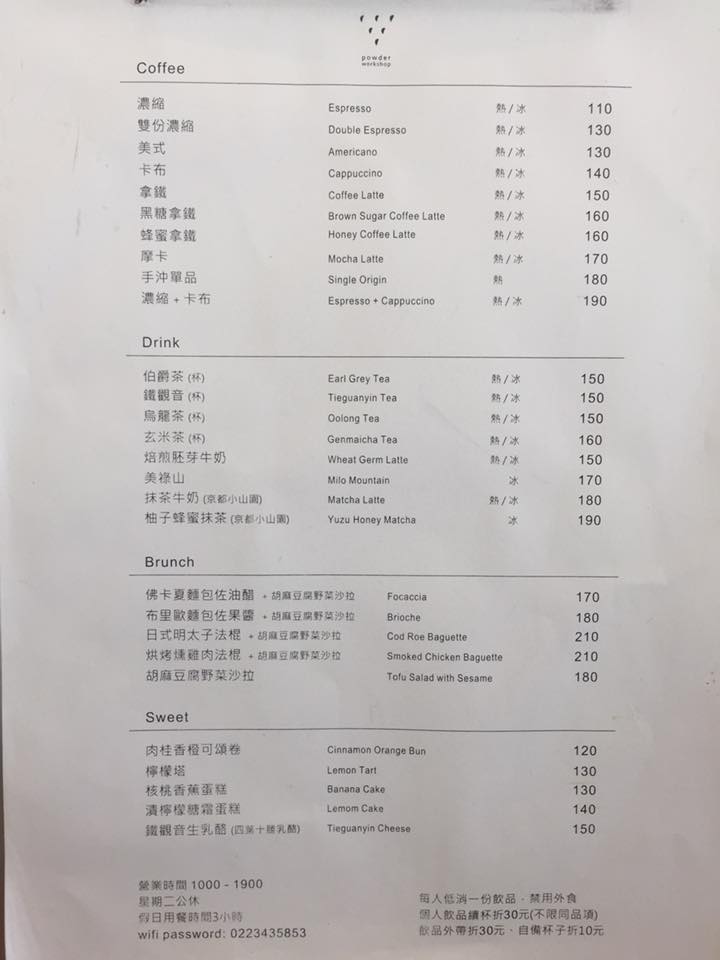 powder
workshop
Coffee
濃縮 Espresso 熱/冰 110
雙份濃縮 Double Espresso 熱/冰 130
美式 Americano 熱/冰 130
卡布 Cappuccino 熱/冰 140
拿鐵 Coffee Latte 熱/冰 150
黑糖拿鐵 Brown Sugar Coffee Latte 熱/冰 160
蜂蜜拿鐵 Honey Coffee Latte 熱/冰 160
摩卡 Mocha Latte 熱/冰 170
手沖單品 Single Origin 熱 180
濃縮 + 卡布 Espresso + Cappuccino 熱/冰 190
Drink
伯爵茶 (杯) Earl Grey Tea 熱/冰 150
鐵觀音 (杯) Tieguanyin Tea 熱/冰 150
烏龍茶 (杯) Oolong Tea 熱/冰 150
玄米茶 (杯) Genmaicha Tea 熱/冰 160
焙煎胚芽牛奶 Wheat Germ Latte 熱/冰 150
美祿山 Milo Mountain 冰 170
抹茶牛奶 (京都小山園) Matcha Latte 熱/冰 180
柚子蜂蜜抹茶 (京都小山園) Yuzu Honey Matcha 冰 190
Brunch
佛卡夏麵包佐油醋 + 胡麻豆腐野菜沙拉 Focaccia 170
布里歐麵包佐果醬 + 胡麻豆腐野菜沙拉 Brioche 180
日式明太子法棍 + 胡麻豆腐野菜沙拉 Cod Roe Baguette 210
烘烤燻雞肉法棍 + 胡麻豆腐野菜沙拉 Smoked Chicken Baguette 210
胡麻豆腐野菜沙拉 Tofu Salad with Sesame 180
Sweet
肉桂香橙可頌卷 Cinnamon Orange Bun 120
檸檬塔 Lemon Tart 130
核桃香蕉蛋糕 Banana Cake 130
漬檸檬糖霜蛋糕 Lemom Cake 140
鐵觀音生乳酪 (四葉十勝乳酪) Tieguanyin Cheese 150
營業時間 1000 - 1900
星期二公休
假日用餐時間3小時
wifi password: 0223435853
每人低消一份飲品、禁用外食
個人飲品續杯折30元(不限同品項)
飲品外帶折30元、自備杯子折10元